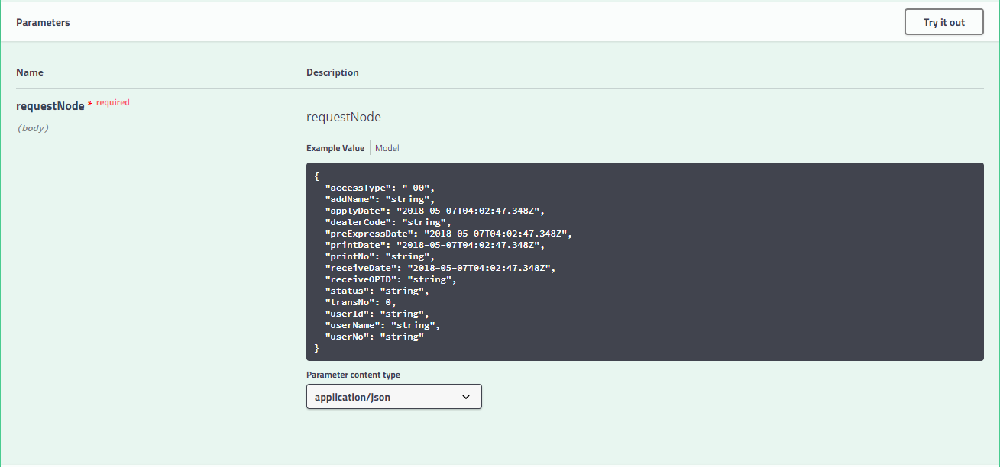 Parameters
Try it out
Name
Description
requestNode * required
(body)
requestNode
Example Value
Model
{
  "accessType": "_00",
  "addName": "string",
  "applyDate": "2018-05-07T04:02:47.348Z",
  "dealerCode": "string",
  "preExpressDate": "2018-05-07T04:02:47.348Z",
  "printDate": "2018-05-07T04:02:47.348Z",
  "printNo": "string",
  "receiveDate": "2018-05-07T04:02:47.348Z",
  "receiveOPID": "string",
  "status": "string",
  "transNo": 0,
  "userId": "string",
  "userName": "string",
  "userNo": "string"
}
Parameter content type
application/json